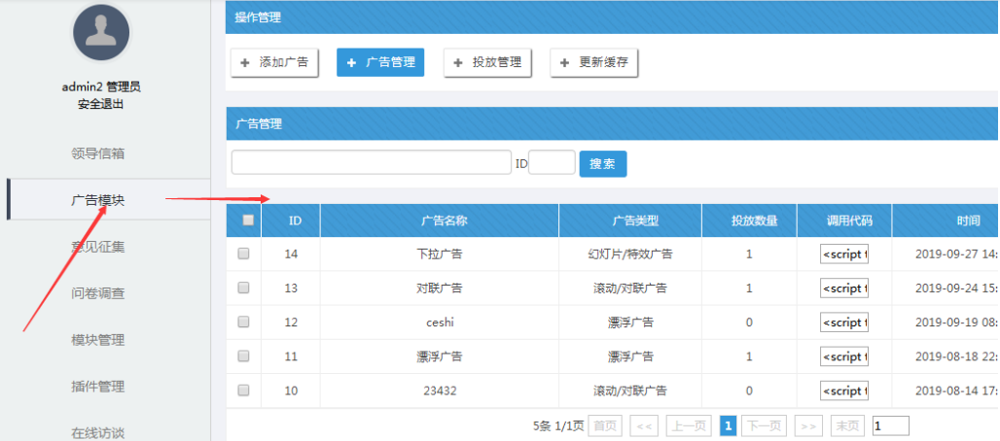 操作管理
+ 添加广告 + 广告管理 + 投放管理 + 更新缓存
admin2 管理员
安全退出
领导信箱
广告模块
意见征集
问卷调查
模块管理
插件管理
在线访谈
广告管理
ID 搜索
ID 广告名称 广告类型 投放数量 调用代码 时间
14 下拉广告 幻灯片/特效广告 1 <script t 2019-09-27 14:
13 对联广告 滚动/对联广告 1 <script t 2019-09-24 15:
12 ceshi 漂浮广告 0 <script t 2019-09-19 08:
11 漂浮广告 漂浮广告 1 <script t 2019-08-18 22:
10 23432 滚动/对联广告 0 <script t 2019-08-14 17:
5条 1/1页 首页 << 上一页 1 下一页 >> 末页 1